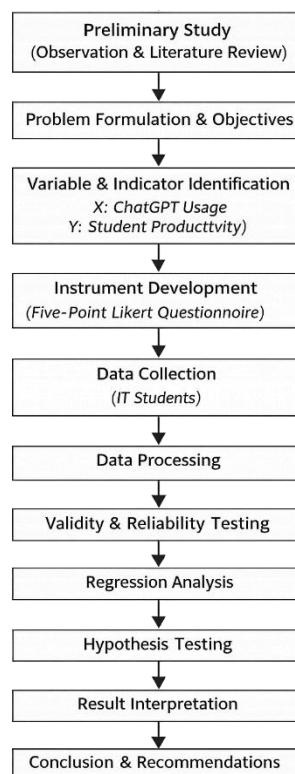 Preliminary Study
(Observation & Literature Review)
Problem Formulation & Objectives
Variable & Indicator Identification
X: ChatGPT Usage
Y: Student Producttvity)
Instrument Development
(Five-Point Likert Questionnoire)
Data Collection
(IT Students)
Data Processing
Validity & Reliability Testing
Regression Analysis
Hypothesis Testing
Result Interpretation
Conclusion & Recommendations